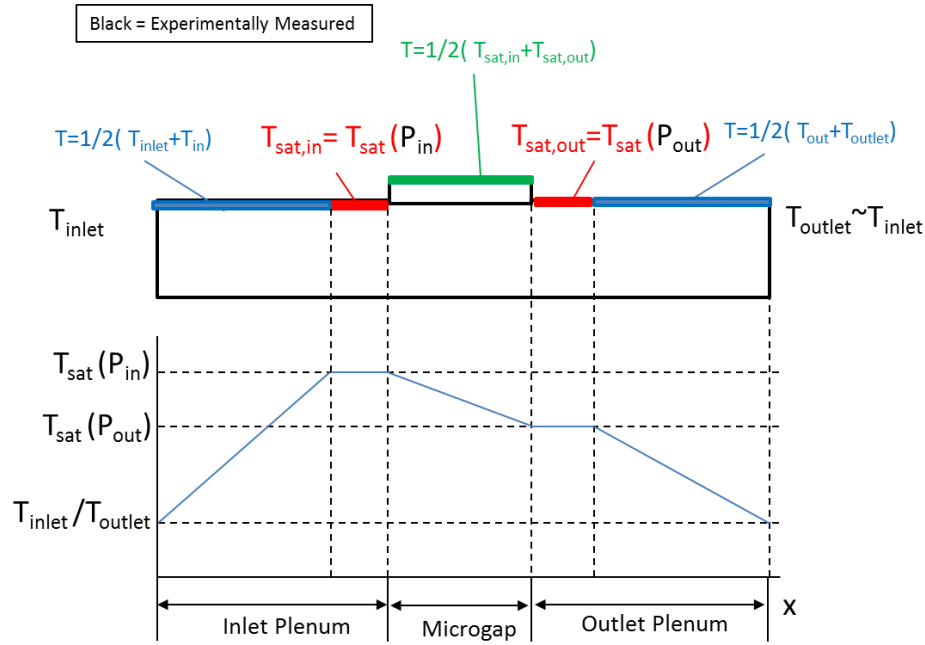 Black = Experimentally Measured
T=1/2( Tsat,in+Tsat,out)
T=1/2( Tinlet+Tin)
Tsat,in= Tsat (Pin)
Tsat,out=Tsat (Pout)
T=1/2( Tout+Toutlet)
Tinlet
Toutlet~Tinlet
Tsat (Pin)
Tsat (Pout)
Tinlet /Toutlet
x
Inlet Plenum
Microgap
Outlet Plenum